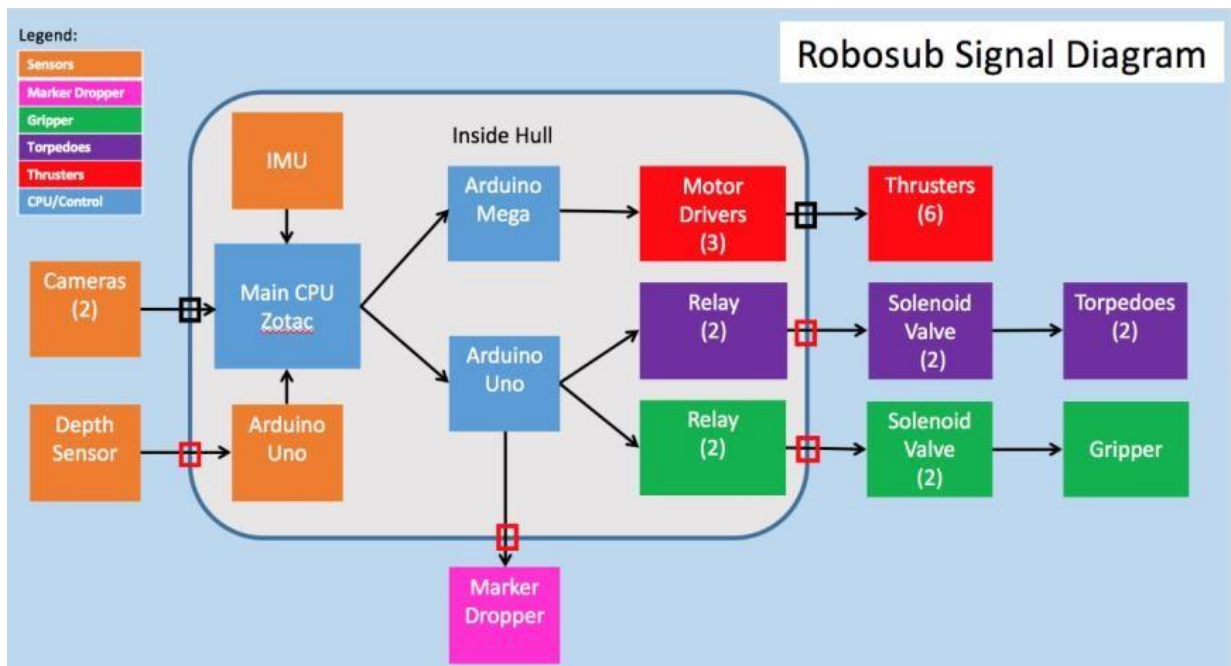 Legend:
Sensors
Marker Dropper
Gripper
Torpedoes
Thrusters
CPU/Control
Robosub Signal Diagram
Inside Hull
IMU
Arduino
Mega
Motor
Drivers
(3)
Thrusters
(6)
Cameras
(2)
Main CPU
Zotac
Relay
(2)
Solenoid
Valve
(2)
Torpedoes
(2)
Arduino
Uno
Depth
Sensor
Arduino
Uno
Relay
(2)
Solenoid
Valve
(2)
Gripper
Marker
Dropper